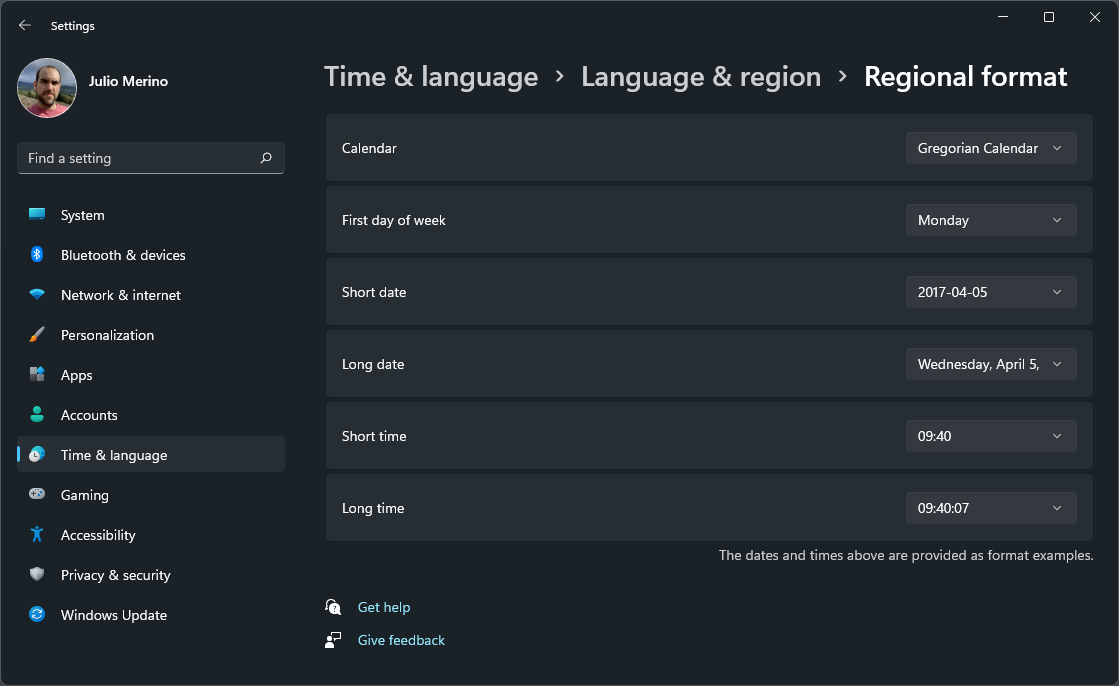 Settings
Julio Merino
Find a setting
System
Bluetooth & devices
Network & internet
Personalization
Apps
Accounts
Time & language
Gaming
Accessibility
Privacy & security
Windows Update
Time & language › Language & region › Regional format
Calendar Gregorian Calendar
First day of week Monday
Short date 2017-04-05
Long date Wednesday, April 5,
Short time 09:40
Long time 09:40:07
The dates and times above are provided as format examples.
Get help
Give feedback